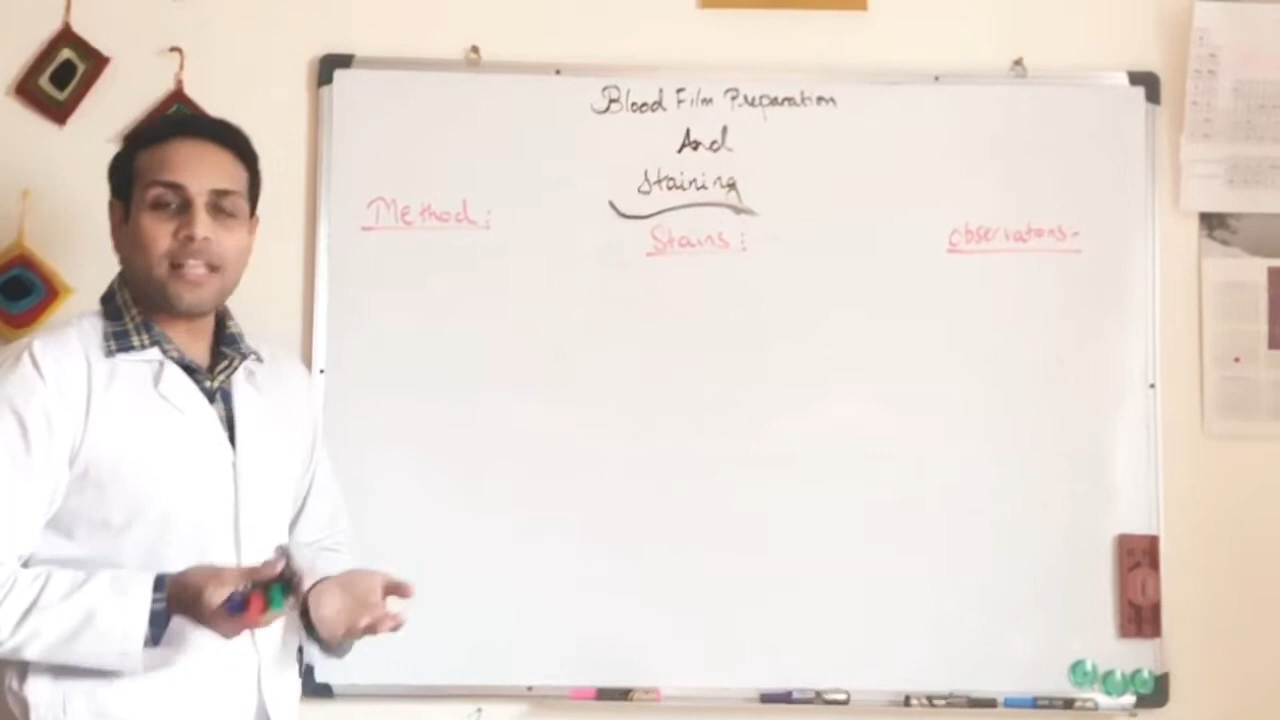 Blood Film Preparation
And
Staining
Method:
Stains:
Observations-